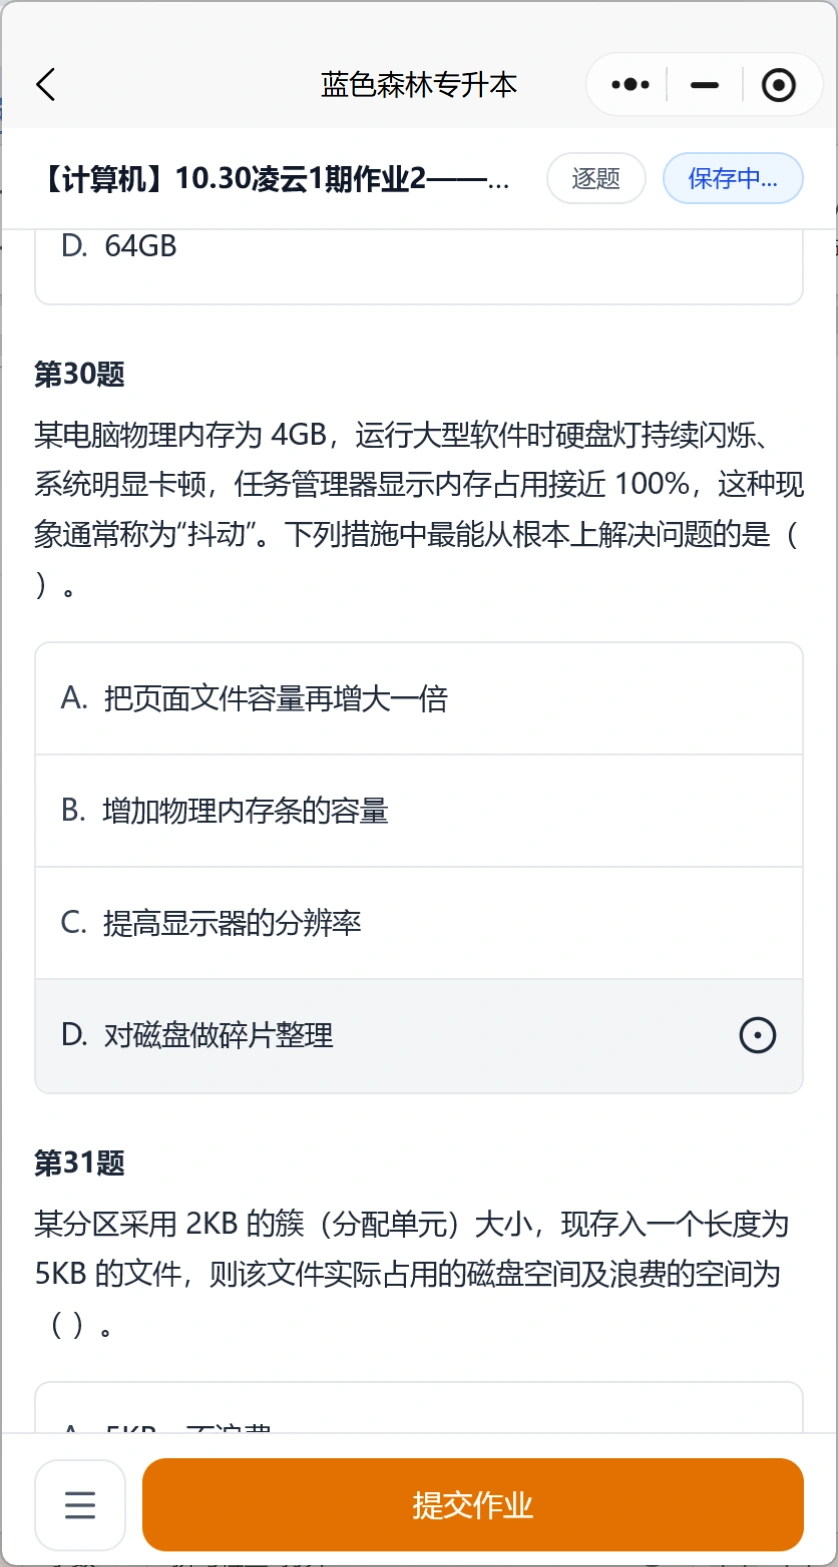 蓝色森林专升本
【计算机】10.30凌云1期作业2——...
逐题
保存中...
D. 64GB
第30题
某电脑物理内存为 4GB，运行大型软件时硬盘灯持续闪烁、
系统明显卡顿，任务管理器显示内存占用接近 100%，这种现
象通常称为“抖动”。下列措施中最能从根本上解决问题的是（
）。
A. 把页面文件容量再增大一倍
B. 增加物理内存条的容量
C. 提高显示器的分辨率
D. 对磁盘做碎片整理
第31题
某分区采用 2KB 的簇（分配单元）大小，现存入一个长度为
5KB 的文件，则该文件实际占用的磁盘空间及浪费的空间为
（ ）。
A. 5KB，不浪费
提交作业